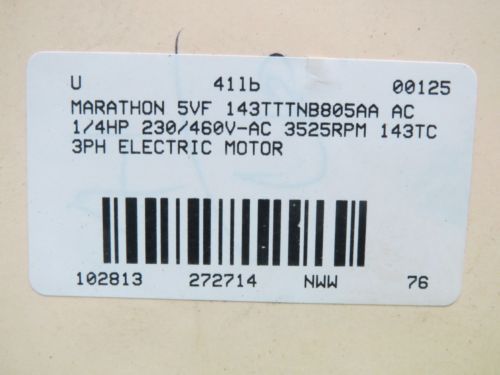 U 41lb 00125
MARATHON 5VF 143TTTNB805AA AC
1/4HP 230/460V-AC 3525RPM 143TC
3PH ELECTRIC MOTOR
102813 272714 NWW 76